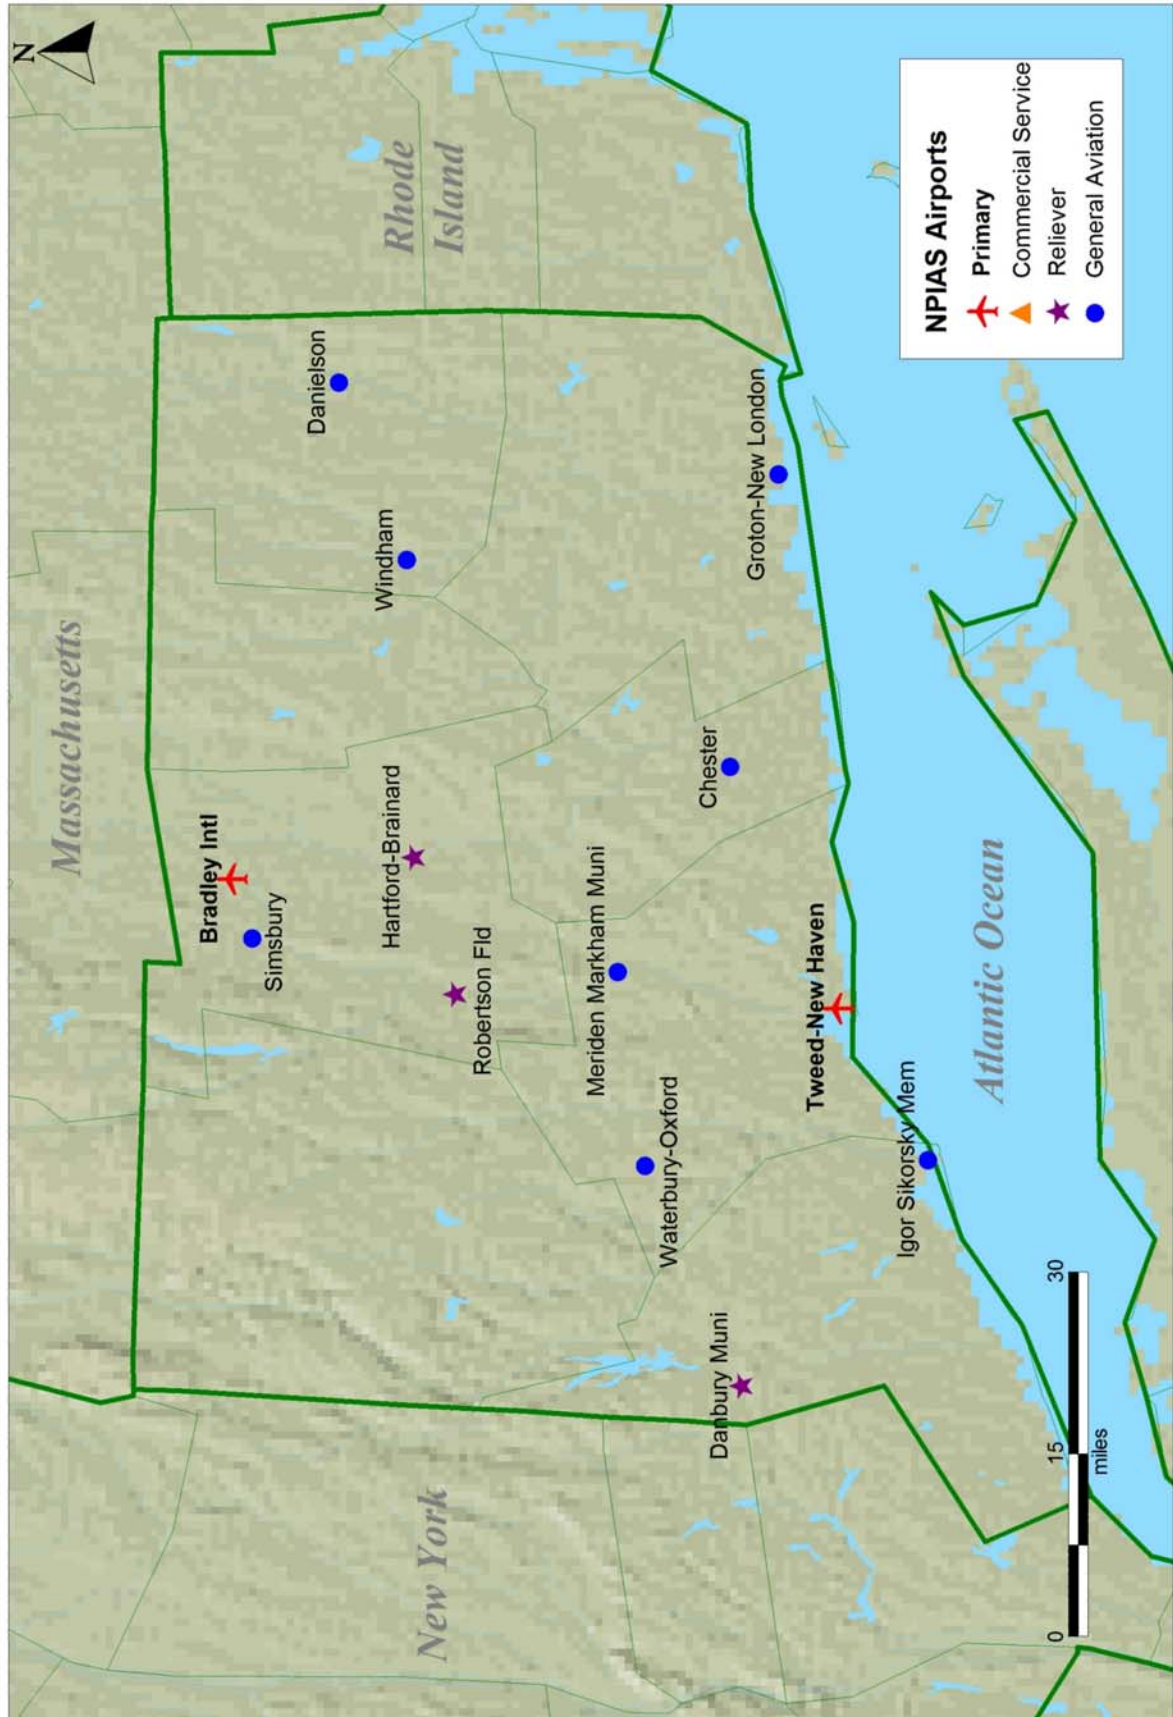 N
Massachusetts
Bradley Intl
Simsbury
Danielson
Rhode
Island
Windham
Hartford-Brainard
Robertson Fld
New York
Meriden Markham Muni
Waterbury-Oxford
Chester
Groton-New London
Danbury Muni
Tweed-New Haven
Igor Sikorsky Mem
Atlantic Ocean
0 15 30
miles
NPIAS Airports
Primary
Commercial Service
Reliever
General Aviation